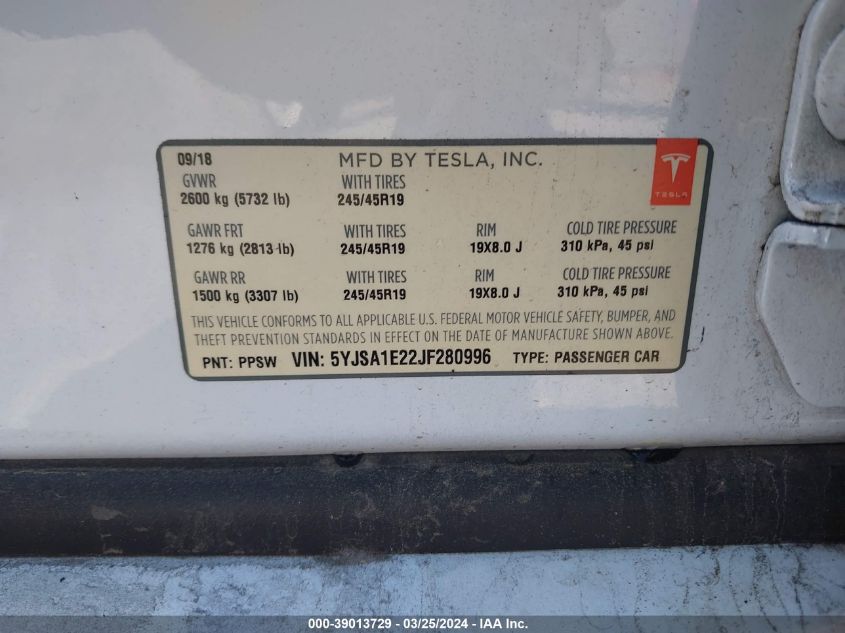 09/18 MFD BY TESLA, INC.
TESLA
GVWR WITH TIRES
2600 kg (5732 lb) 245/45R19
GAWR FRT WITH TIRES RIM COLD TIRE PRESSURE
1276 kg (2813 lb) 245/45R19 19X8.0 J 310 kPa, 45 psi
GAWR RR WITH TIRES RIM COLD TIRE PRESSURE
1500 kg (3307 lb) 245/45R19 19X8.0 J 310 kPa, 45 psi
THIS VEHICLE CONFORMS TO ALL APPLICABLE U.S. FEDERAL MOTOR VEHICLE SAFETY, BUMPER, AND
THEFT PREVENTION STANDARDS IN EFFECT ON THE DATE OF MANUFACTURE SHOWN ABOVE.
PNT: PPSW VIN: 5YJSA1E22JF280996 TYPE: PASSENGER CAR
000-39013729 - 03/25/2024 - IAA Inc.